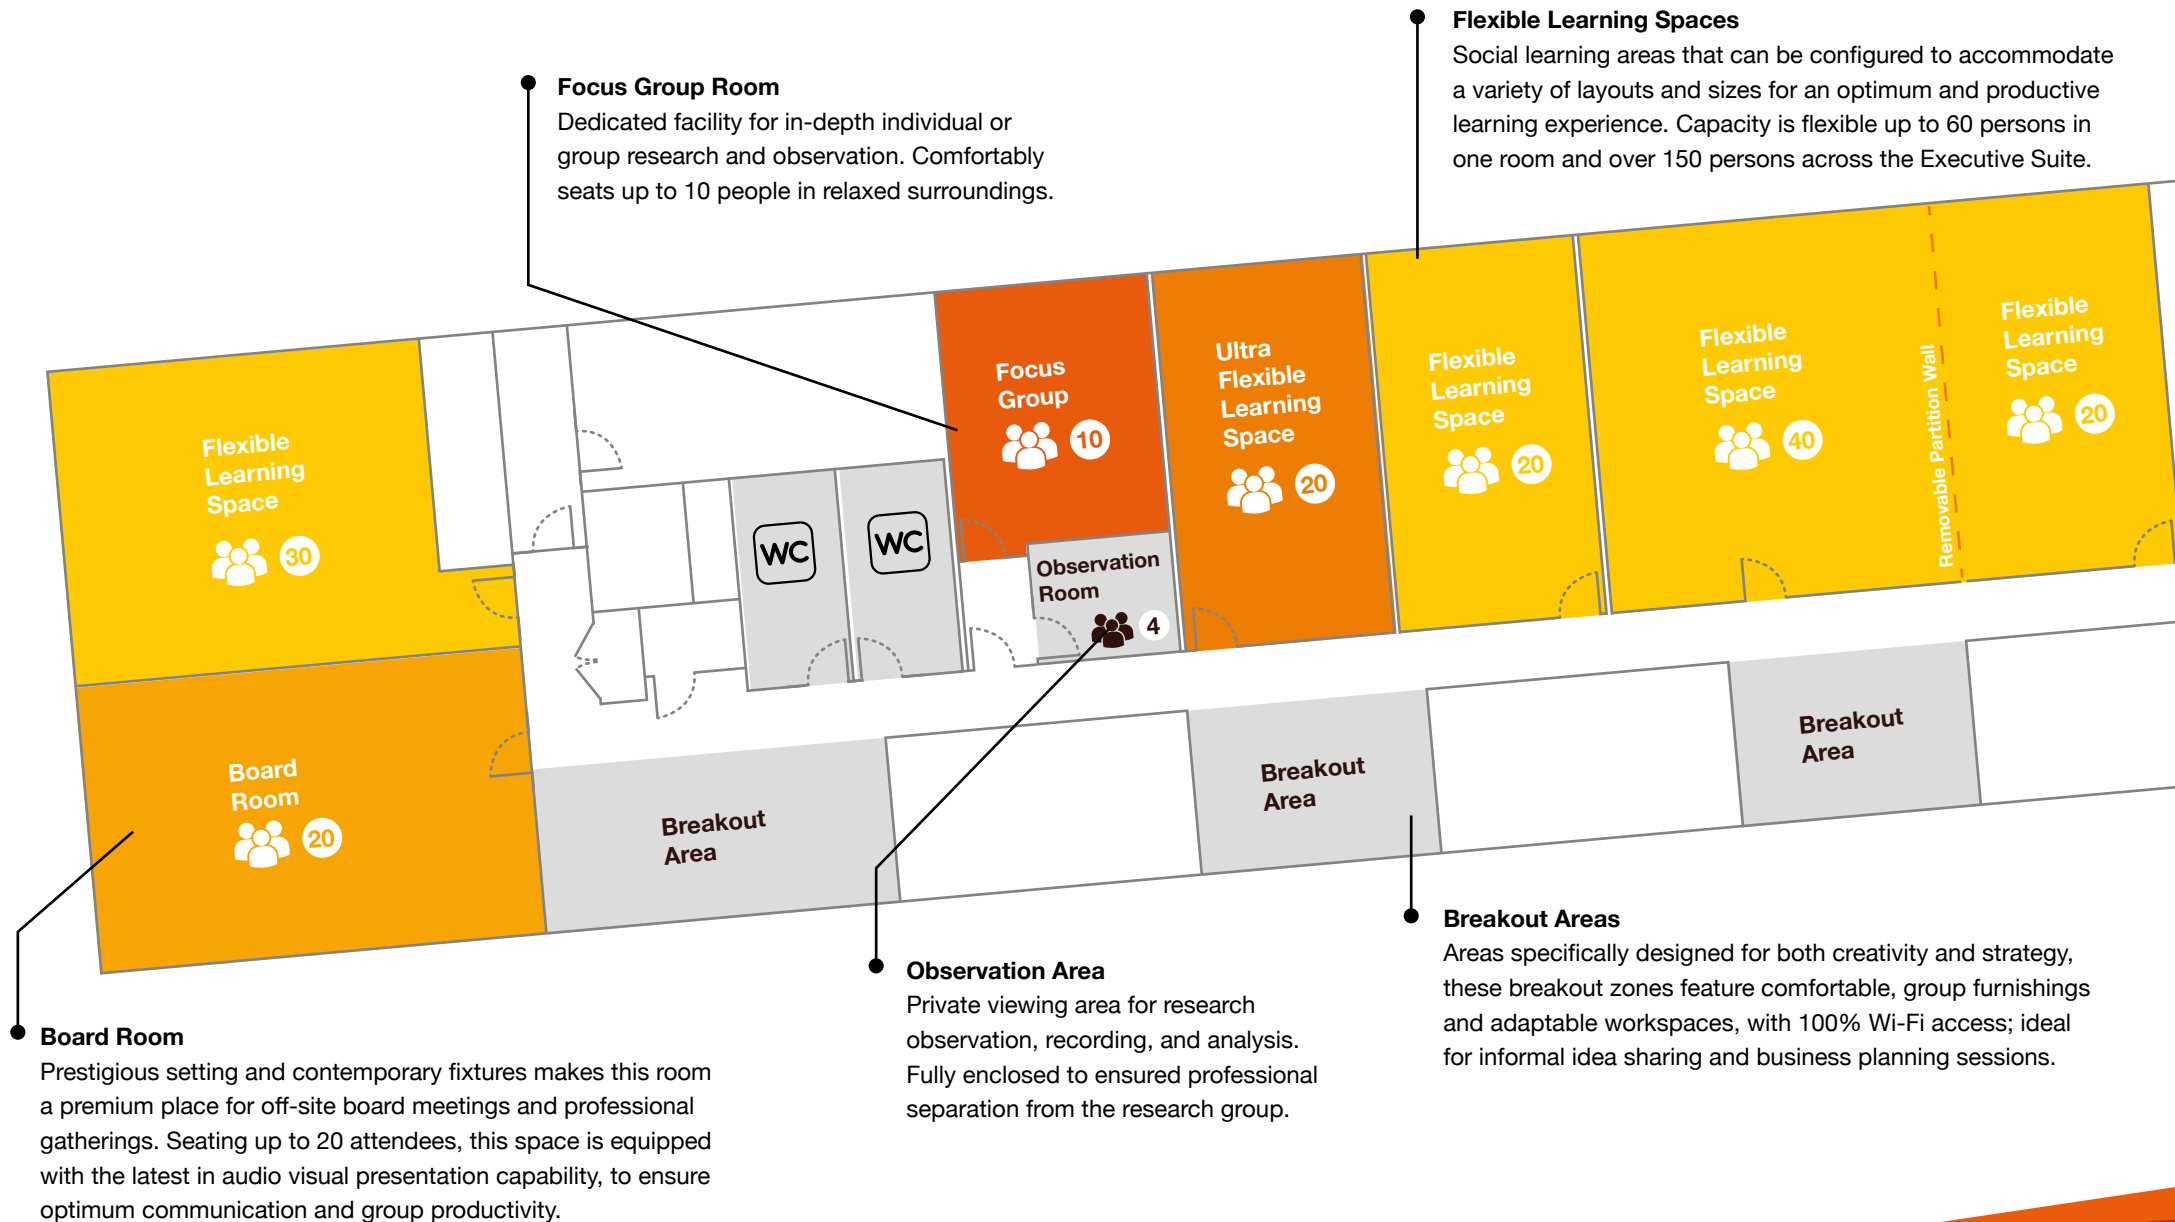 Flexible Learning Spaces
Social learning areas that can be configured to accommodate
a variety of layouts and sizes for an optimum and productive
learning experience. Capacity is flexible up to 60 persons in
one room and over 150 persons across the Executive Suite.
Focus Group Room
Dedicated facility for in-depth individual or
group research and observation. Comfortably
seats up to 10 people in relaxed surroundings.
Flexible
Learning
Space
30
Board
Room
20
WC
WC
Focus
Group
10
Observation
Room
4
Ultra
Flexible
Learning
Space
20
Flexible
Learning
Space
20
Flexible
Learning
Space
40
Removable Partition Wall
Flexible
Learning
Space
20
Breakout
Area
Breakout
Area
Breakout
Area
Board Room
Prestigious setting and contemporary fixtures makes this room
a premium place for off-site board meetings and professional
gatherings. Seating up to 20 attendees, this space is equipped
with the latest in audio visual presentation capability, to ensure
optimum communication and group productivity.
Observation Area
Private viewing area for research
observation, recording, and analysis.
Fully enclosed to ensured professional
separation from the research group.
Breakout Areas
Areas specifically designed for both creativity and strategy,
these breakout zones feature comfortable, group furnishings
and adaptable workspaces, with 100% Wi-Fi access; ideal
for informal idea sharing and business planning sessions.